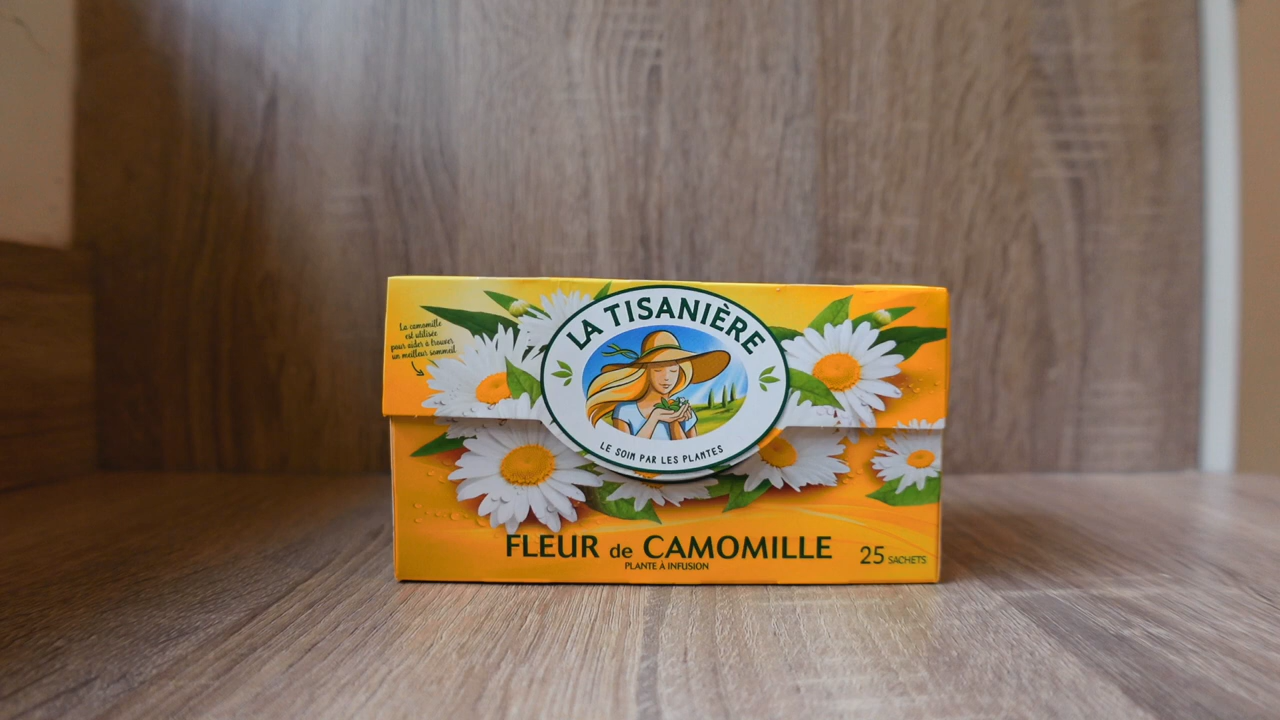 La camomille
est utilisée
pour aider à trouver
un meilleur sommeil
LA TISANIÈRE
LE SOIN PAR LES PLANTES
FLEUR de CAMOMILLE
PLANTE À INFUSION
25 SACHETS